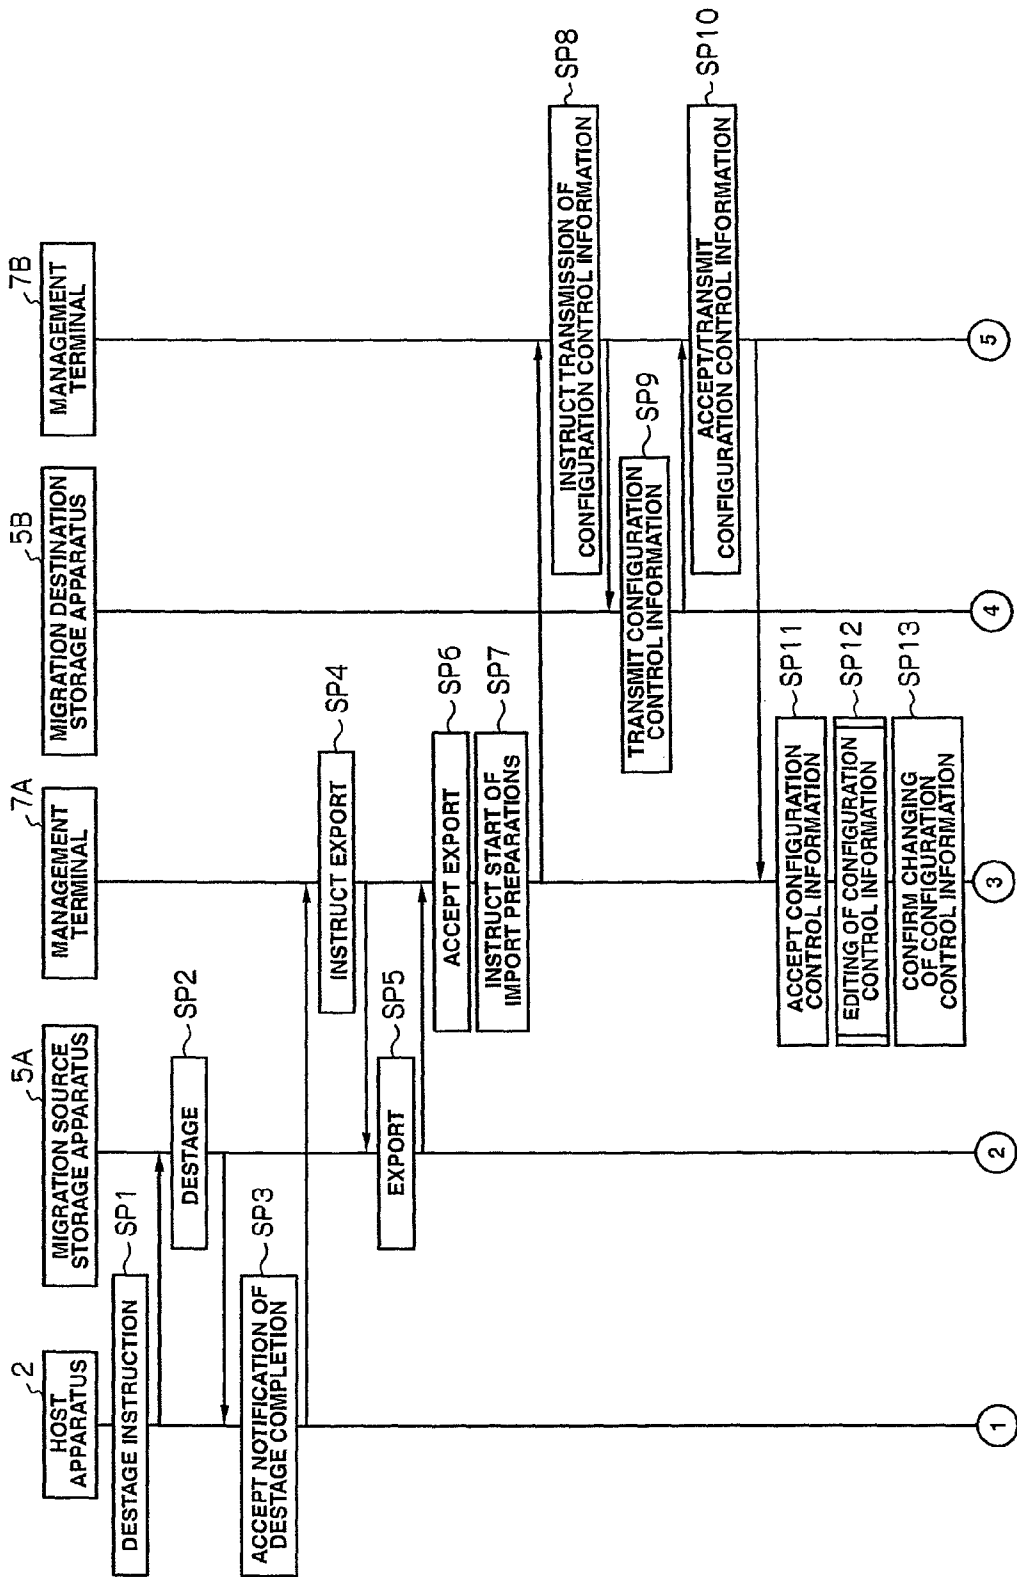 2
HOST
APPARATUS
5A
MIGRATION SOURCE
STORAGE APPARATUS
7A
MANAGEMENT
TERMINAL
5B
MIGRATION DESTINATION
STORAGE APPARATUS
7B
MANAGEMENT
TERMINAL
DESTAGE INSTRUCTION
SP1
DESTAGE
SP2
ACCEPT NOTIFICATION OF
DESTAGE COMPLETION
SP3
INSTRUCT EXPORT
SP4
EXPORT
SP5
ACCEPT EXPORT
SP6
INSTRUCT START OF
IMPORT PREPARATIONS
SP7
INSTRUCT TRANSMISSION OF
CONFIGURATION CONTROL INFORMATION
SP8
TRANSMIT CONFIGURATION
CONTROL INFORMATION
SP9
ACCEPT/TRANSMIT
CONFIGURATION CONTROL INFORMATION
SP10
ACCEPT CONFIGURATION
CONTROL INFORMATION
SP11
EDITING OF CONFIGURATION
CONTROL INFORMATION
SP12
CONFIRM CHANGING
OF CONFIGURATION
CONTROL INFORMATION
SP13
1
2
3
4
5